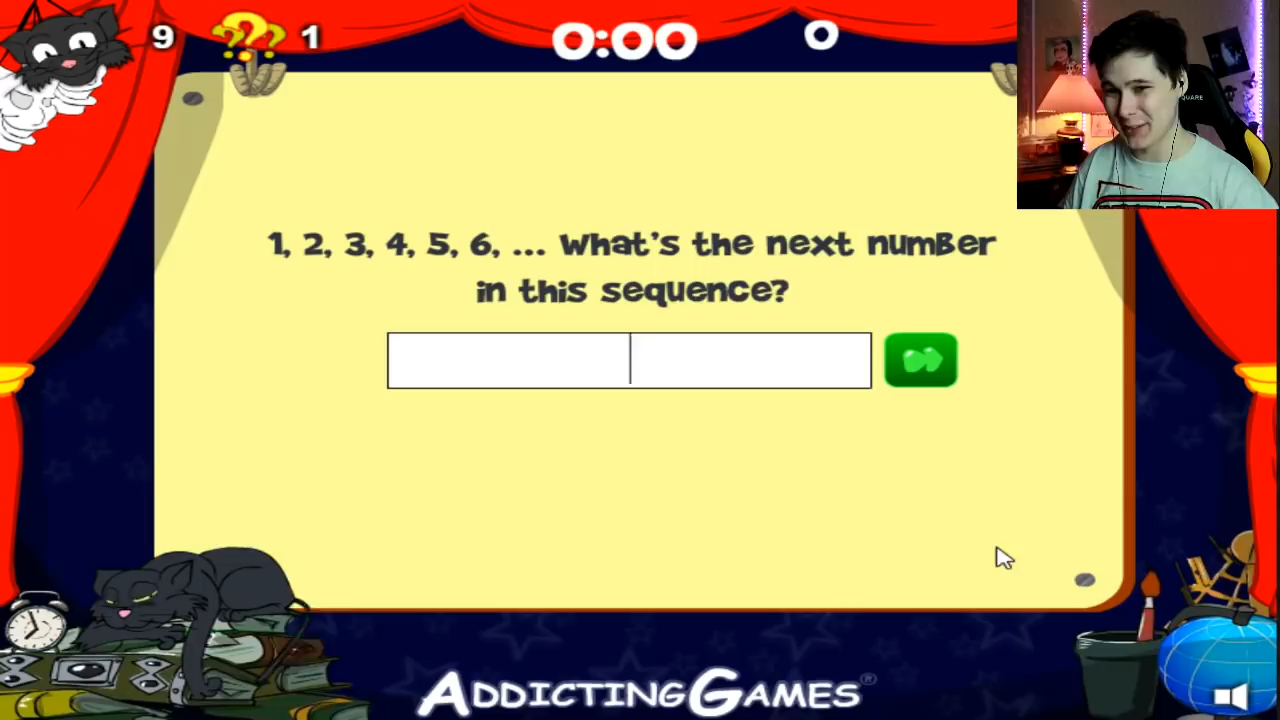 9 ??? 1 0:00 0
QUARE
1, 2, 3, 4, 5, 6, ... What's the next number
in this sequence?
ADDICTINGGAMES®